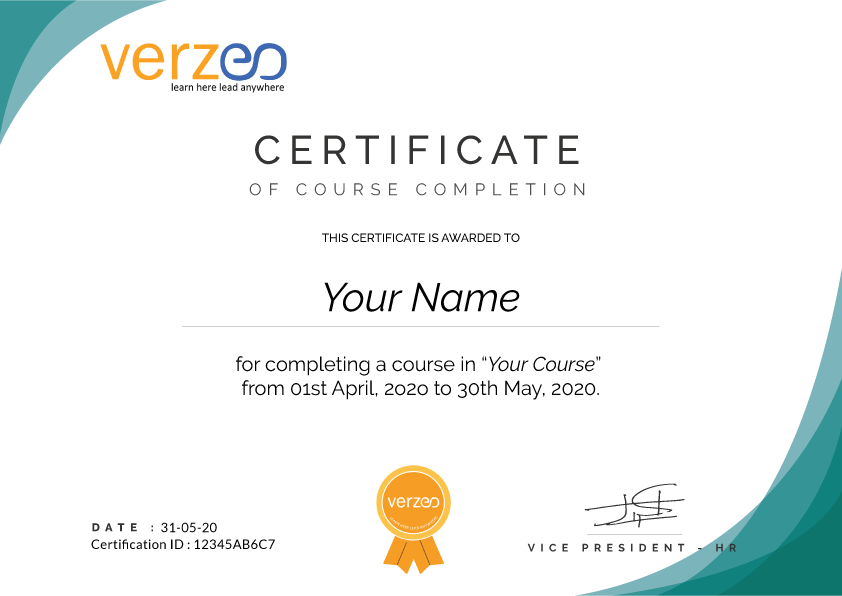 verzeo
learn here lead anywhere
CERTIFICATE
OF COURSE COMPLETION
THIS CERTIFICATE IS AWARDED TO
Your Name
for completing a course in “Your Course”
from 01st April, 2020 to 30th May, 2020.
verzeo
DATE : 31-05-20
Certification ID : 12345AB6C7
VICE PRESIDENT - HR